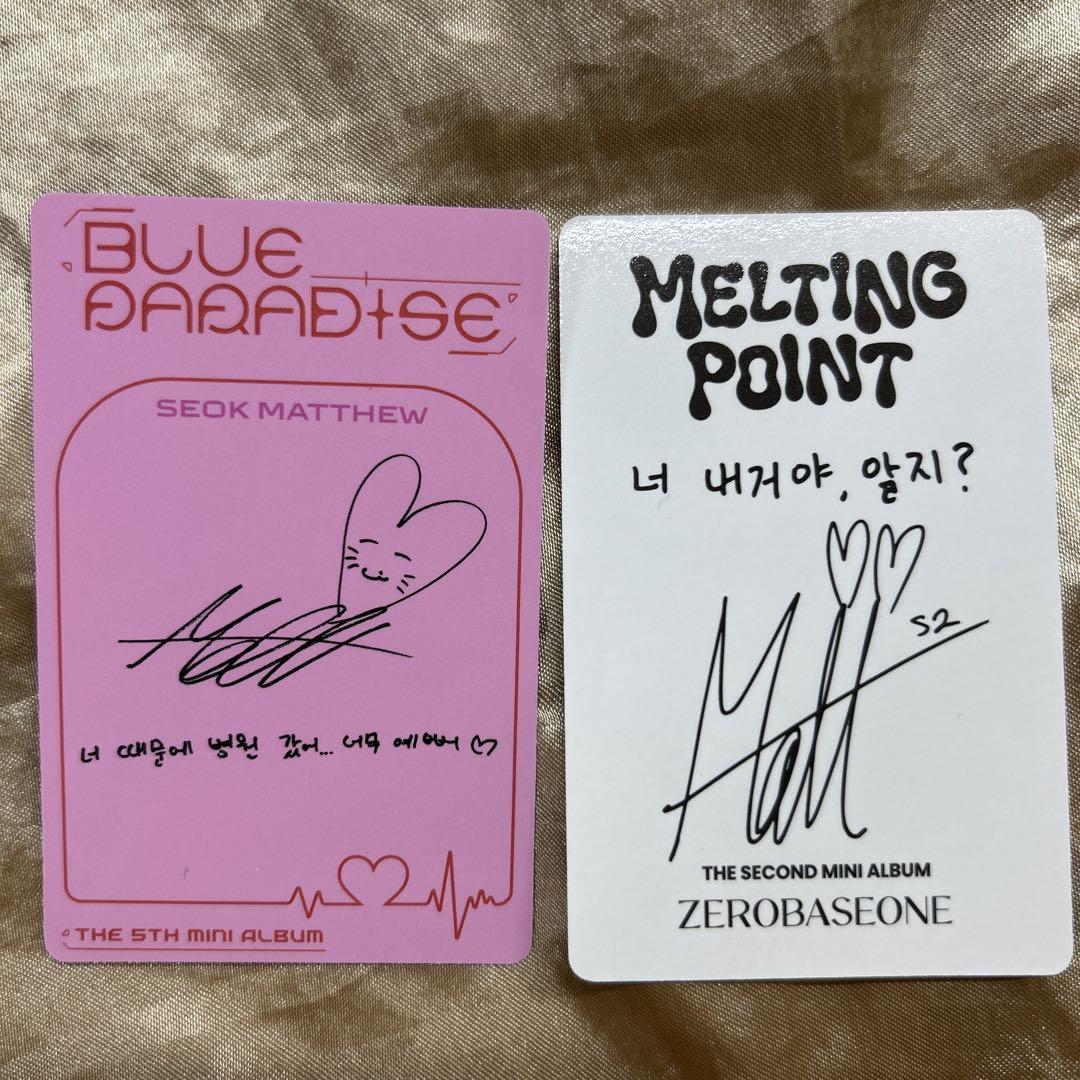 BLUE
PARADISE
SEOK MATTHEW
Matt
너 때문에 병원 갔어... 너무 예뻐 ♡
THE 5TH MINI ALBUM
MELTING
POINT
너 내거야, 알지?
S2
Matt
THE SECOND MINI ALBUM
ZEROBASEONE